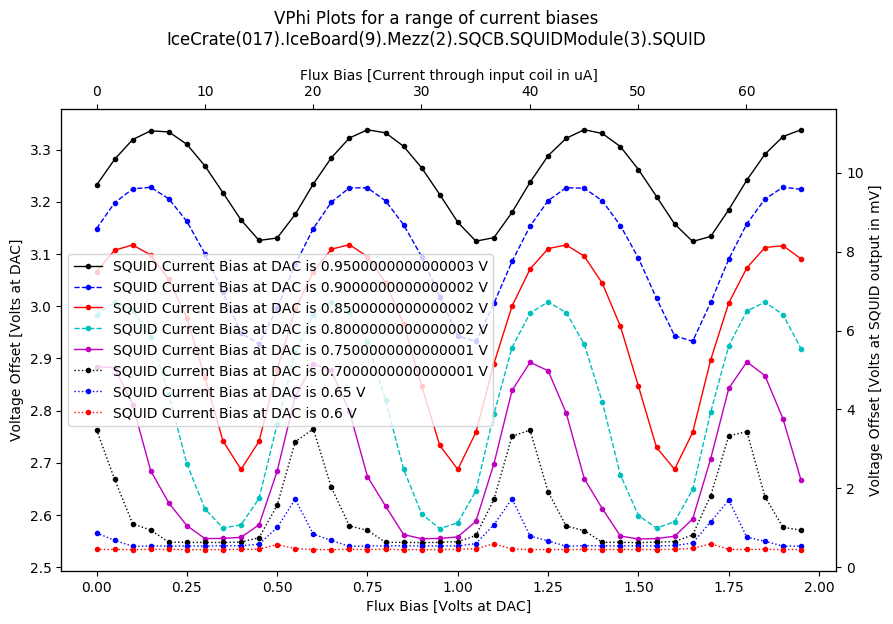 VPhi Plots for a range of current biases
IceCrate(017).IceBoard(9).Mezz(2).SQCB.SQUIDModule(3).SQUID
Flux Bias [Current through input coil in uA]
0 10 20 30 40 50 60
3.3
3.2
3.1
3.0
2.9
2.8
2.7
2.6
2.5
Voltage Offset [Volts at DAC]
SQUID Current Bias at DAC is 0.9500000000000003 V
SQUID Current Bias at DAC is 0.9000000000000002 V
SQUID Current Bias at DAC is 0.8500000000000002 V
SQUID Current Bias at DAC is 0.8000000000000002 V
SQUID Current Bias at DAC is 0.7500000000000001 V
SQUID Current Bias at DAC is 0.7000000000000001 V
SQUID Current Bias at DAC is 0.65 V
SQUID Current Bias at DAC is 0.6 V
10
8
6
4
2
0
Voltage Offset [Volts at SQUID output in mV]
0.00 0.25 0.50 0.75 1.00 1.25 1.50 1.75 2.00
Flux Bias [Volts at DAC]